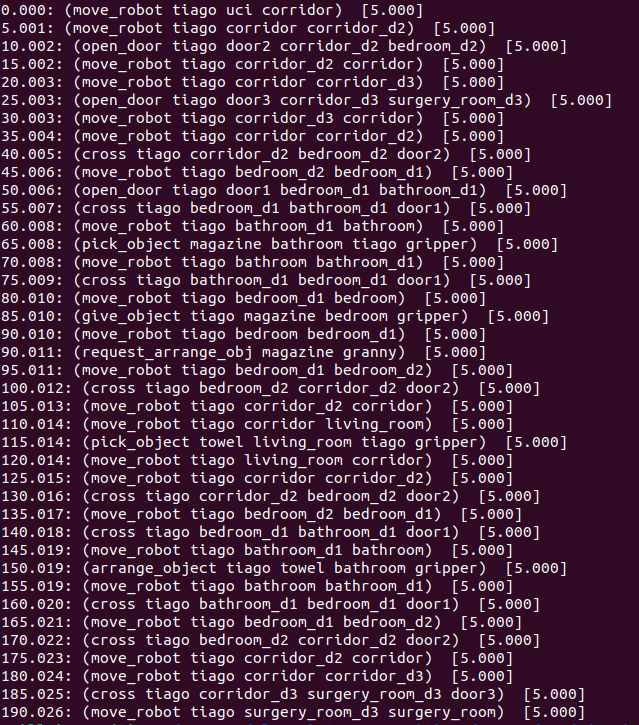 0.000: (move_robot tiago uci corridor)  [5.000]
5.001: (move_robot tiago corridor corridor_d2)  [5.000]
10.002: (open_door tiago door2 corridor_d2 bedroom_d2)  [5.000]
15.002: (move_robot tiago corridor_d2 corridor)  [5.000]
20.003: (move_robot tiago corridor corridor_d3)  [5.000]
25.003: (open_door tiago door3 corridor_d3 surgery_room_d3)  [5.000]
30.003: (move_robot tiago corridor_d3 corridor)  [5.000]
35.004: (move_robot tiago corridor corridor_d2)  [5.000]
40.005: (cross tiago corridor_d2 bedroom_d2 door2)  [5.000]
45.006: (move_robot tiago bedroom_d2 bedroom_d1)  [5.000]
50.006: (open_door tiago door1 bedroom_d1 bathroom_d1)  [5.000]
55.007: (cross tiago bedroom_d1 bathroom_d1 door1)  [5.000]
60.008: (move_robot tiago bathroom_d1 bathroom)  [5.000]
65.008: (pick_object magazine bathroom tiago gripper)  [5.000]
70.008: (move_robot tiago bathroom bathroom_d1)  [5.000]
75.009: (cross tiago bathroom_d1 bedroom_d1 door1)  [5.000]
80.010: (move_robot tiago bedroom_d1 bedroom)  [5.000]
85.010: (give_object tiago magazine bedroom gripper)  [5.000]
90.010: (move_robot tiago bedroom bedroom_d1)  [5.000]
90.011: (request_arrange_obj magazine granny)  [5.000]
95.011: (move_robot tiago bedroom_d1 bedroom_d2)  [5.000]
100.012: (cross tiago bedroom_d2 corridor_d2 door2)  [5.000]
105.013: (move_robot tiago corridor_d2 corridor)  [5.000]
110.014: (move_robot tiago corridor living_room)  [5.000]
115.014: (pick_object towel living_room tiago gripper)  [5.000]
120.014: (move_robot tiago living_room corridor)  [5.000]
125.015: (move_robot tiago corridor corridor_d2)  [5.000]
130.016: (cross tiago corridor_d2 bedroom_d2 door2)  [5.000]
135.017: (move_robot tiago bedroom_d2 bedroom_d1)  [5.000]
140.018: (cross tiago bedroom_d1 bathroom_d1 door1)  [5.000]
145.019: (move_robot tiago bathroom_d1 bathroom)  [5.000]
150.019: (arrange_object tiago towel bathroom gripper)  [5.000]
155.019: (move_robot tiago bathroom bathroom_d1)  [5.000]
160.020: (cross tiago bathroom_d1 bedroom_d1 door1)  [5.000]
165.021: (move_robot tiago bedroom_d1 bedroom_d2)  [5.000]
170.022: (cross tiago bedroom_d2 corridor_d2 door2)  [5.000]
175.023: (move_robot tiago corridor_d2 corridor)  [5.000]
180.024: (move_robot tiago corridor corridor_d3)  [5.000]
185.025: (cross tiago corridor_d3 surgery_room_d3 door3)  [5.000]
190.026: (move_robot tiago surgery_room_d3 surgery_room)  [5.000]